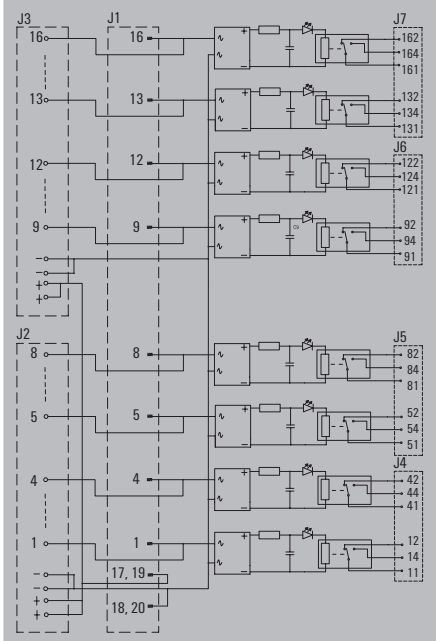 J3 J1 J7
16 16 + 162
∿ 164
∿ − 161
13 13 + 132
∿ 134
∿ − 131
J6
12 12 + 122
∿ 124
∿ − 121
9 9 + 92
∿ C5 94
∿ − 91
−
−
+
+
J2 J5
8 8 + 82
∿ 84
∿ − 81
5 5 + 52
∿ 54
∿ − 51
J4
4 4 + 42
∿ 44
∿ − 41
1 1 + 12
∿ 14
∿ − 11
− 17, 19
−
+ 18, 20
+